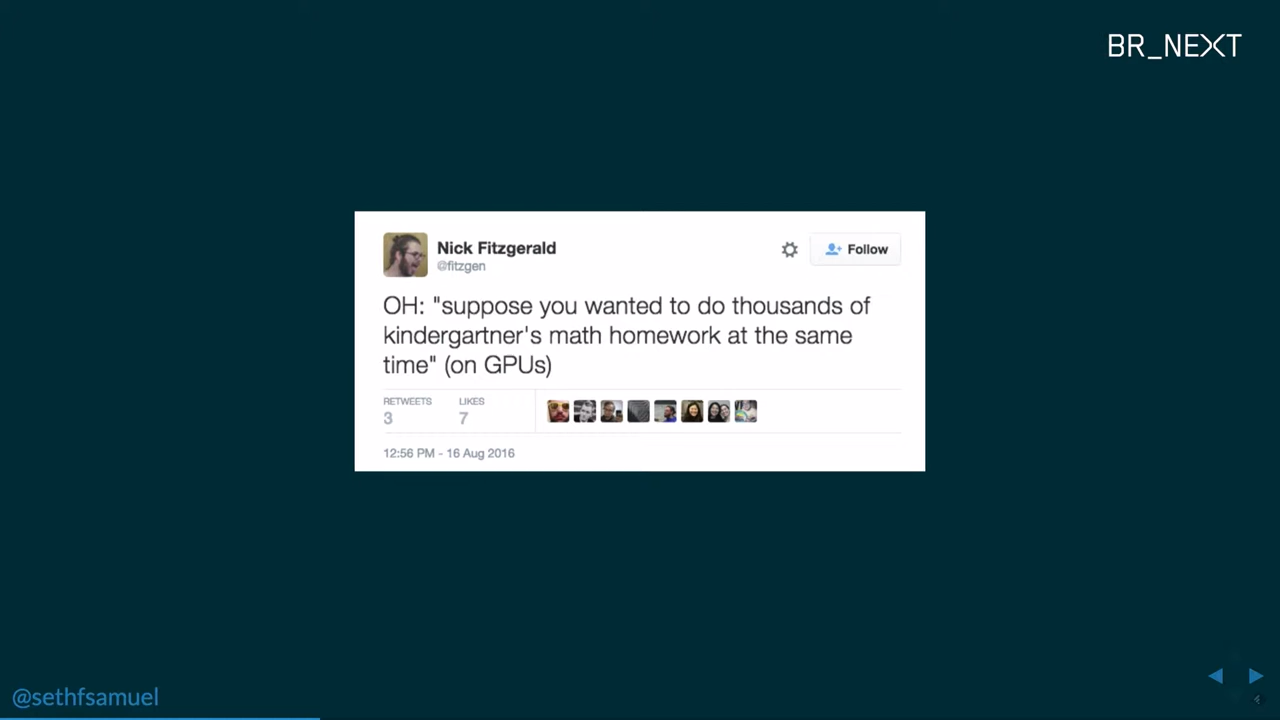 BR_NEXT
Nick Fitzgerald
@fitzgen
Follow
OH: "suppose you wanted to do thousands of
kindergartner's math homework at the same
time" (on GPUs)
RETWEETS LIKES
3 7
12:56 PM - 16 Aug 2016
@sethfsamuel